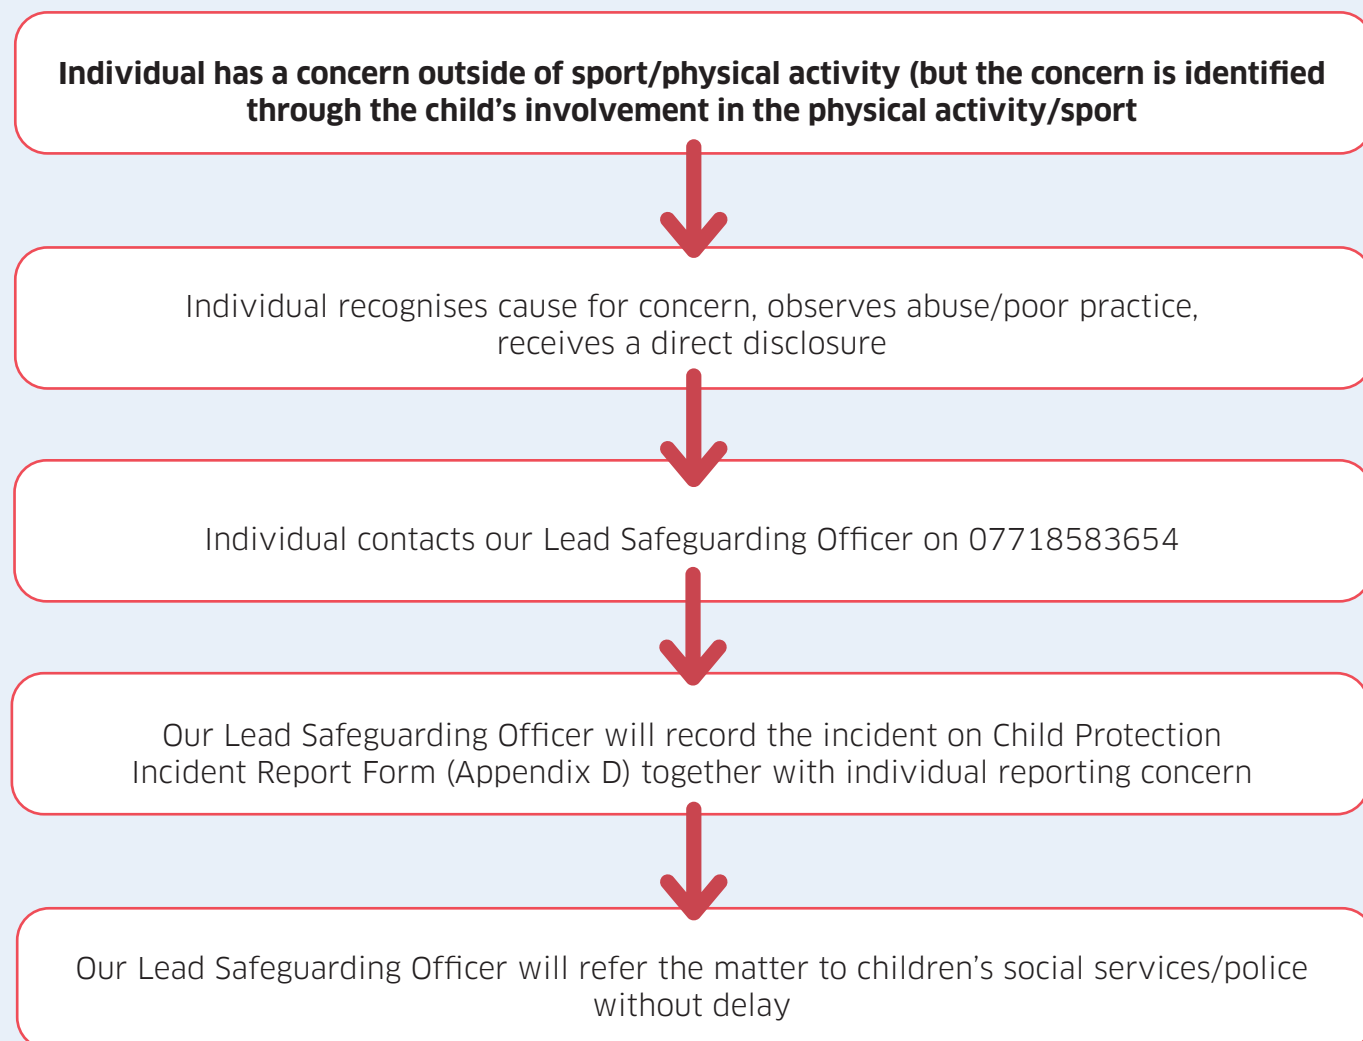 Individual has a concern outside of sport/physical activity (but the concern is identified
through the child’s involvement in the physical activity/sport
Individual recognises cause for concern, observes abuse/poor practice,
receives a direct disclosure
Individual contacts our Lead Safeguarding Officer on 07718583654
Our Lead Safeguarding Officer will record the incident on Child Protection
Incident Report Form (Appendix D) together with individual reporting concern
Our Lead Safeguarding Officer will refer the matter to children’s social services/police
without delay